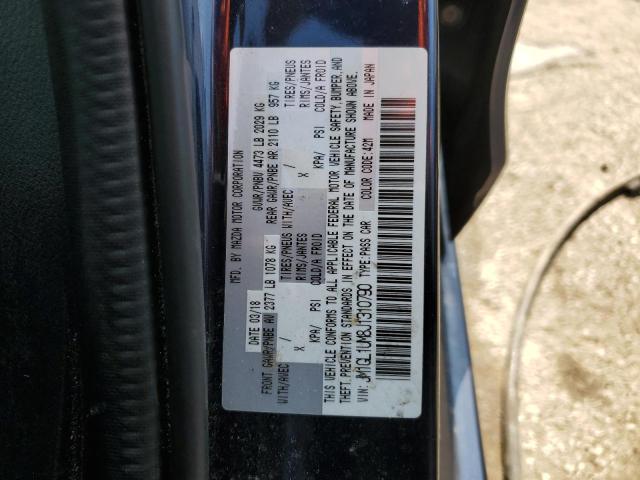 MFD. BY MAZDA MOTOR CORPORATION
DATE 03/18 GVWR/PNBV 4473 LB 2029 KG
FRONT GAWR/PNBE AV 2377 LB 1078 KG REAR GAWR/PNBE AR 2110 LB 957 KG
WITH/AVEC / TIRES/PNEUS WITH/AVEC / TIRES/PNEUS
X RIMS/JANTES X RIMS/JANTES
KPA/ PSI COLD/A FROID KPA/ PSI COLD/A FROID
THIS VEHICLE CONFORMS TO ALL APPLICABLE FEDERAL MOTOR VEHICLE SAFETY, BUMPER, AND
THEFT PREVENTION STANDARDS IN EFFECT ON THE DATE OF MANUFACTURE SHOWN ABOVE.
VIN: JM1GL1UM8J1310790 TYPE: PASS CAR COLOR CODE: 42M MADE IN JAPAN